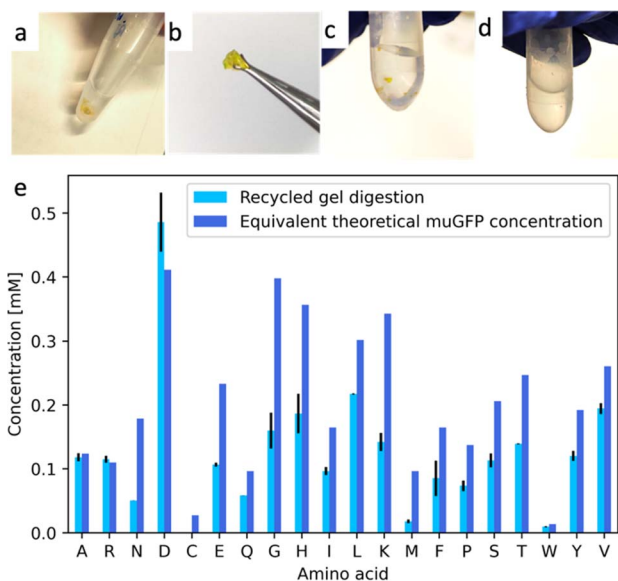 a b c d
e
Recycled gel digestion
Equivalent theoretical muGFP concentration
Concentration [mM]
0.5
0.4
0.3
0.2
0.1
0.0
A R N D C E Q G H I L K M F P S T W Y V
Amino acid